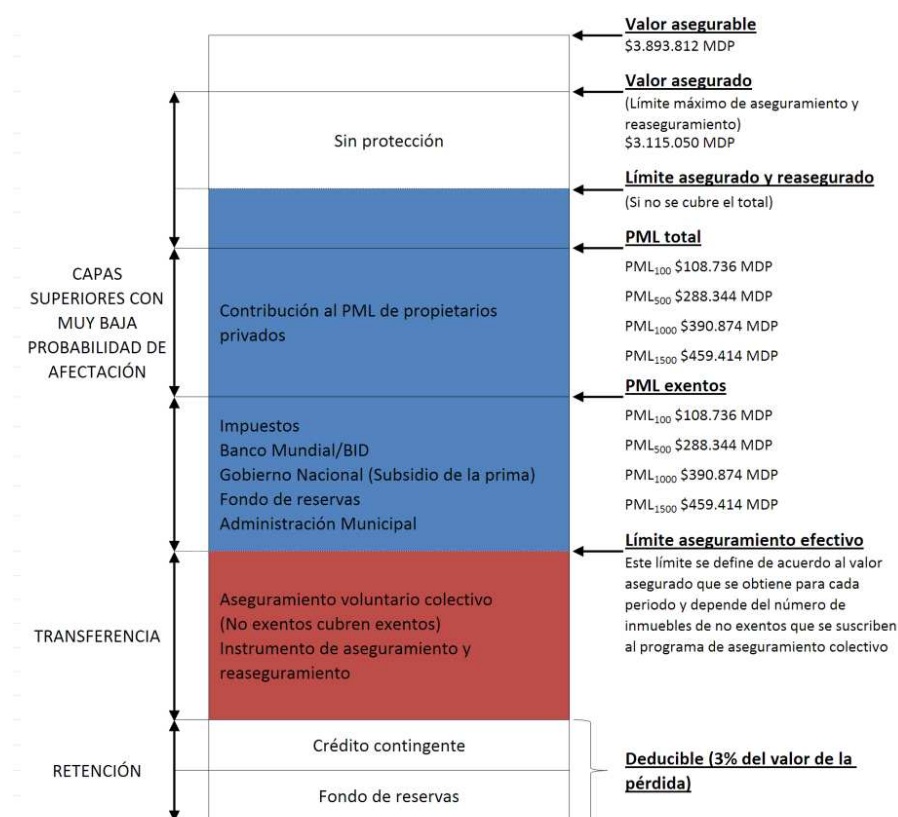 Valor asegurable
$3.893.812 MDP
Valor asegurado
(Límite máximo de aseguramiento y
reaseguramiento)
$3.115.050 MDP
Sin protección
Límite asegurado y reasegurado
(Si no se cubre el total)
PML total
PML100 $108.736 MDP
PML500 $288.344 MDP
PML1000 $390.874 MDP
PML1500 $459.414 MDP
CAPAS
SUPERIORES CON
MUY BAJA
PROBABILIDAD DE
AFECTACIÓN
Contribución al PML de propietarios
privados
PML exentos
PML100 $108.736 MDP
PML500 $288.344 MDP
PML1000 $390.874 MDP
PML1500 $459.414 MDP
Impuestos
Banco Mundial/BID
Gobierno Nacional (Subsidio de la prima)
Fondo de reservas
Administración Municipal
Límite aseguramiento efectivo
Este límite se define de acuerdo al valor
asegurado que se obtiene para cada
periodo y depende del número de
inmuebles de no exentos que se suscriben
al programa de aseguramiento colectivo
TRANSFERENCIA
Aseguramiento voluntario colectivo
(No exentos cubren exentos)
Instrumento de aseguramiento y
reaseguramiento
RETENCIÓN
Crédito contingente
Fondo de reservas
Deducible (3% del valor de la
pérdida)